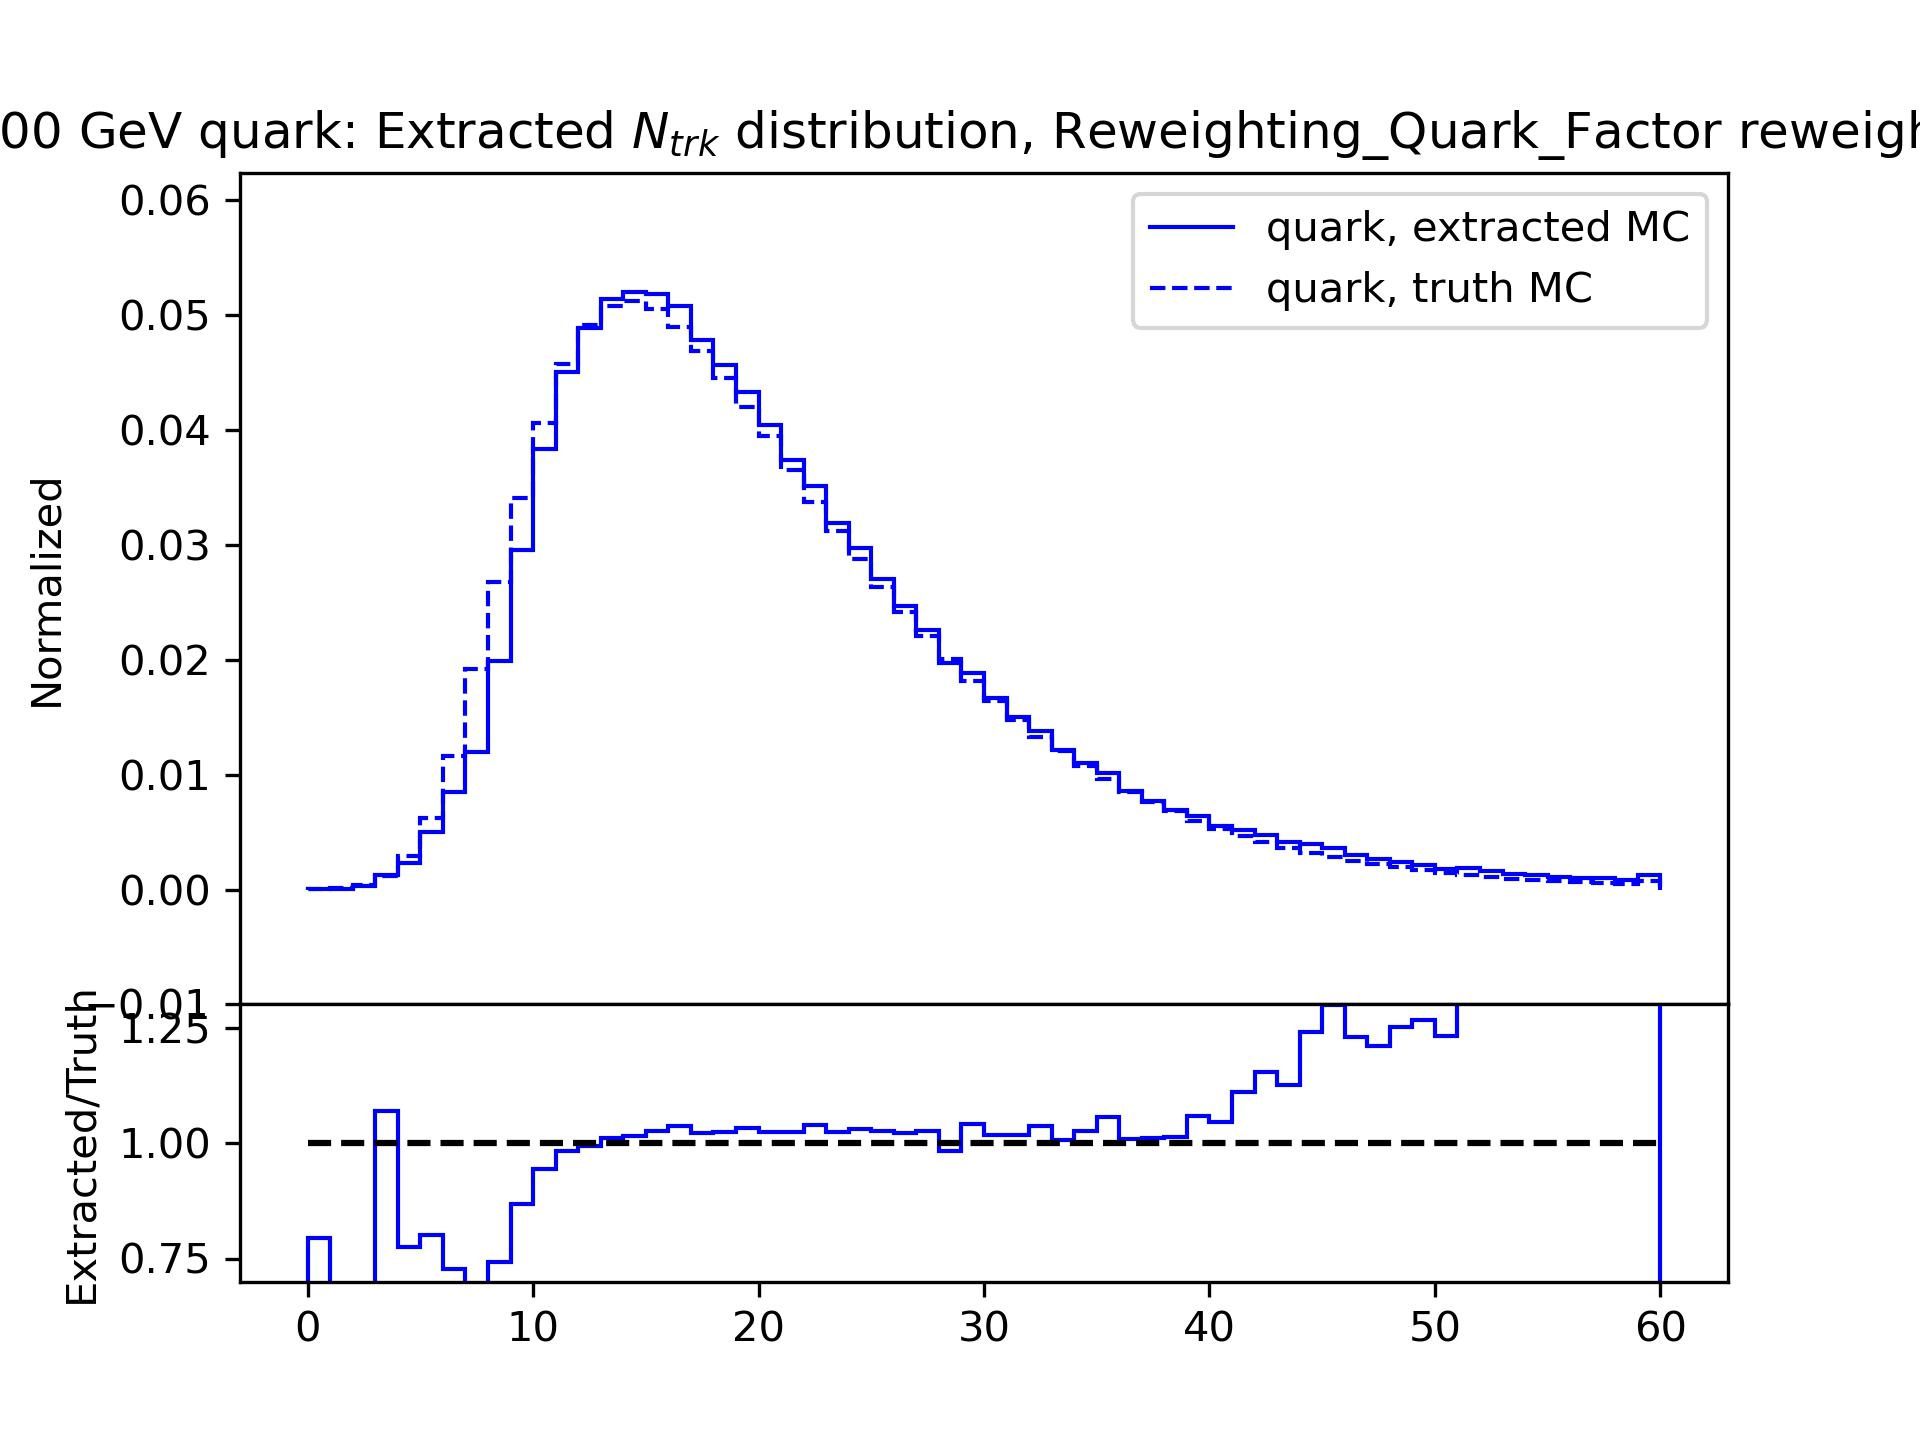 00 GeV quark: Extracted N_trk distribution, Reweighting_Quark_Factor reweigh
quark, extracted MC
quark, truth MC
Normalized
0.06
0.05
0.04
0.03
0.02
0.01
0.00
−0.01
Extracted/Truth
1.25
1.00
0.75
0 10 20 30 40 50 60